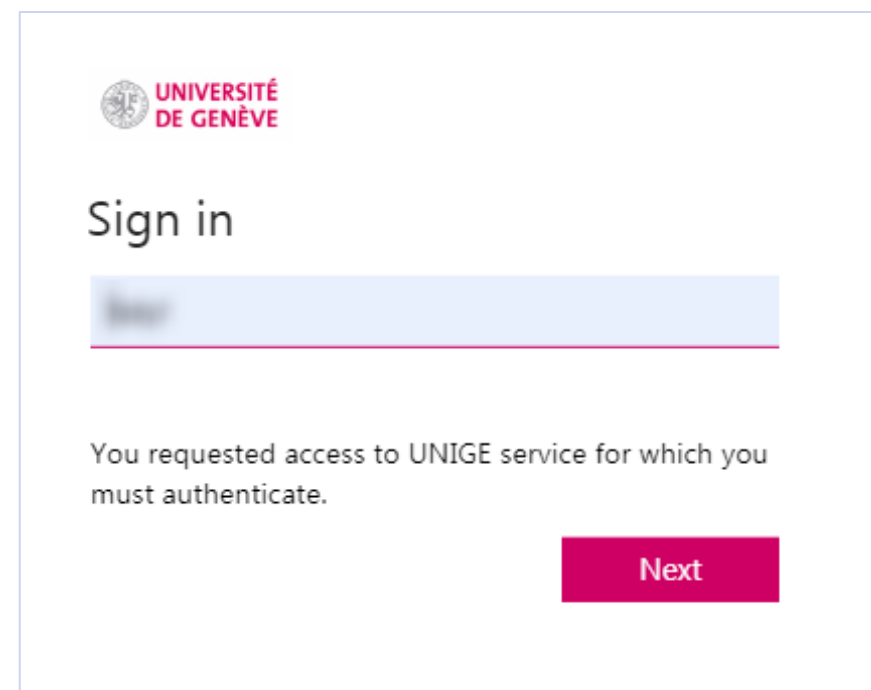 UNIVERSITÉ
DE GENÈVE
Sign in
You requested access to UNIGE service for which you
must authenticate.
Next